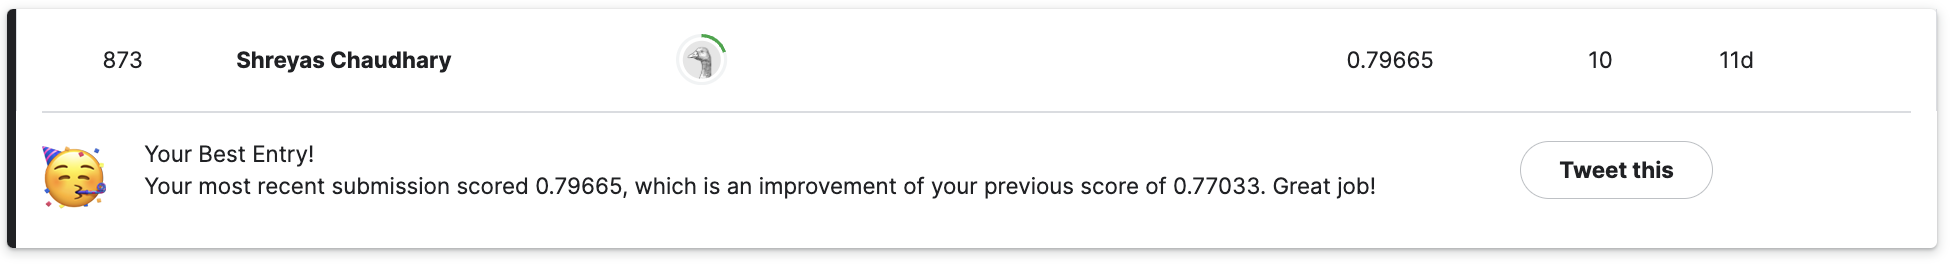 873 Shreyas Chaudhary 0.79665 10 11d
Your Best Entry!
Your most recent submission scored 0.79665, which is an improvement of your previous score of 0.77033. Great job!
Tweet this